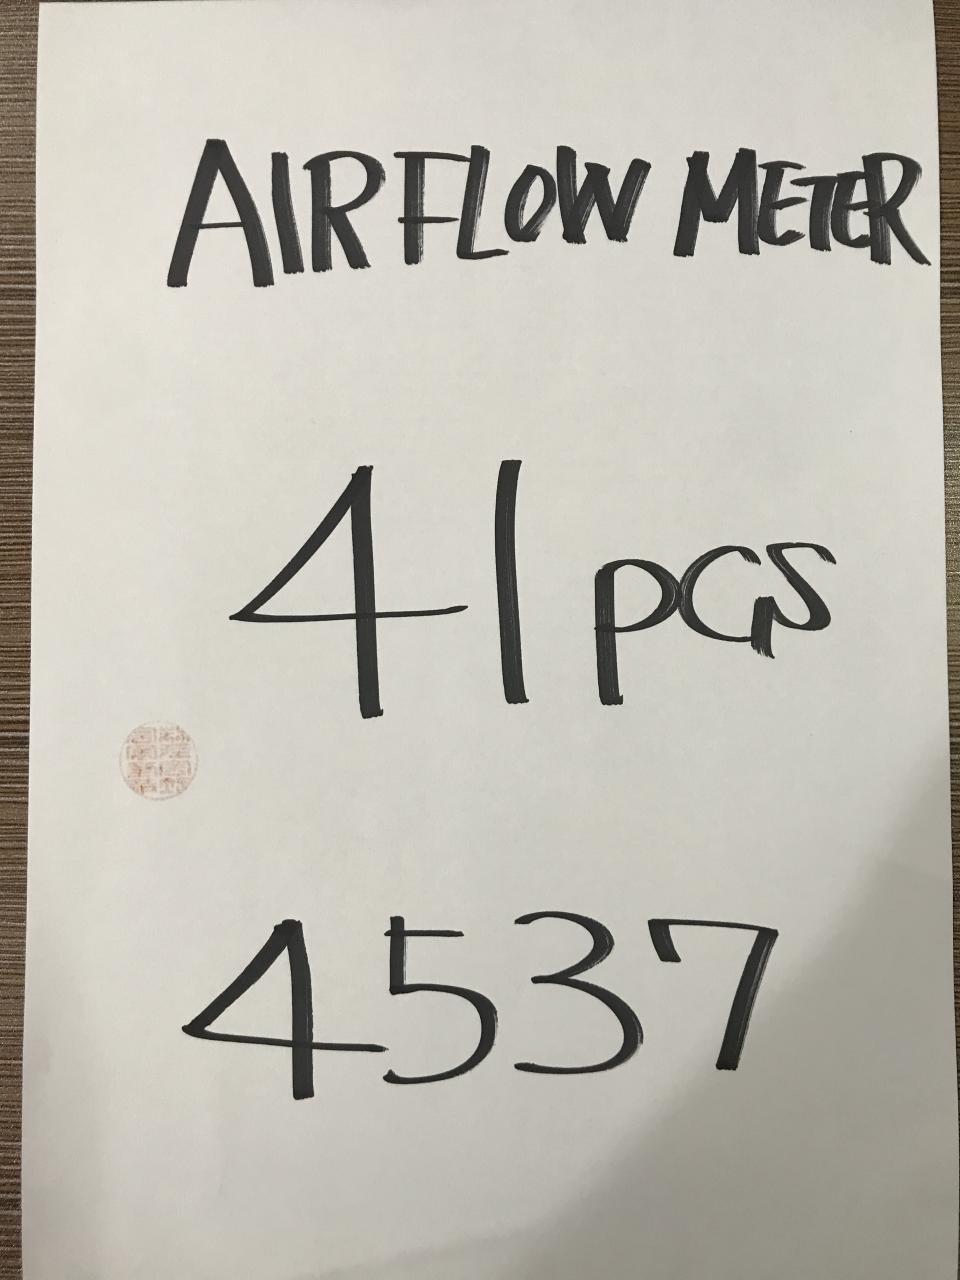 AIRFLOW METER
41 pcs
4537